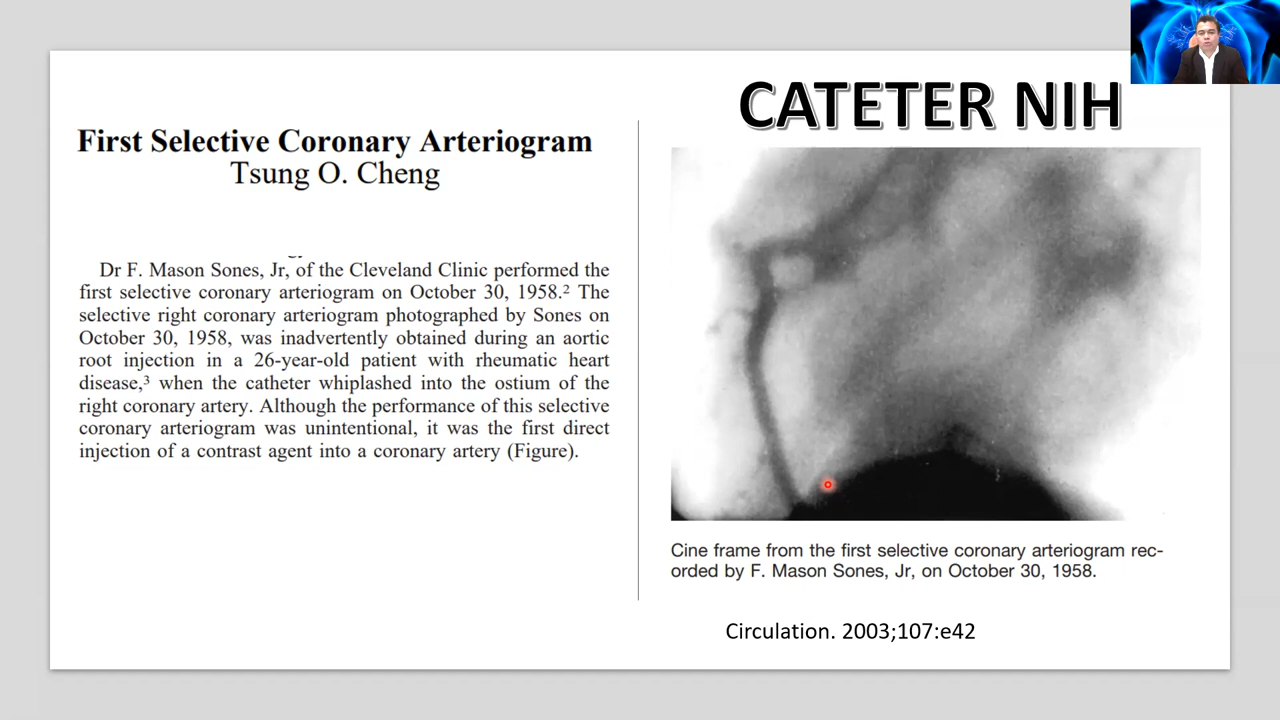 First Selective Coronary Arteriogram
Tsung O. Cheng
Dr F. Mason Sones, Jr, of the Cleveland Clinic performed the
first selective coronary arteriogram on October 30, 1958.² The
selective right coronary arteriogram photographed by Sones on
October 30, 1958, was inadvertently obtained during an aortic
root injection in a 26-year-old patient with rheumatic heart
disease,³ when the catheter whiplashed into the ostium of the
right coronary artery. Although the performance of this selective
coronary arteriogram was unintentional, it was the first direct
injection of a contrast agent into a coronary artery (Figure).
CATETER NIH
Cine frame from the first selective coronary arteriogram rec-
orded by F. Mason Sones, Jr, on October 30, 1958.
Circulation. 2003;107:e42